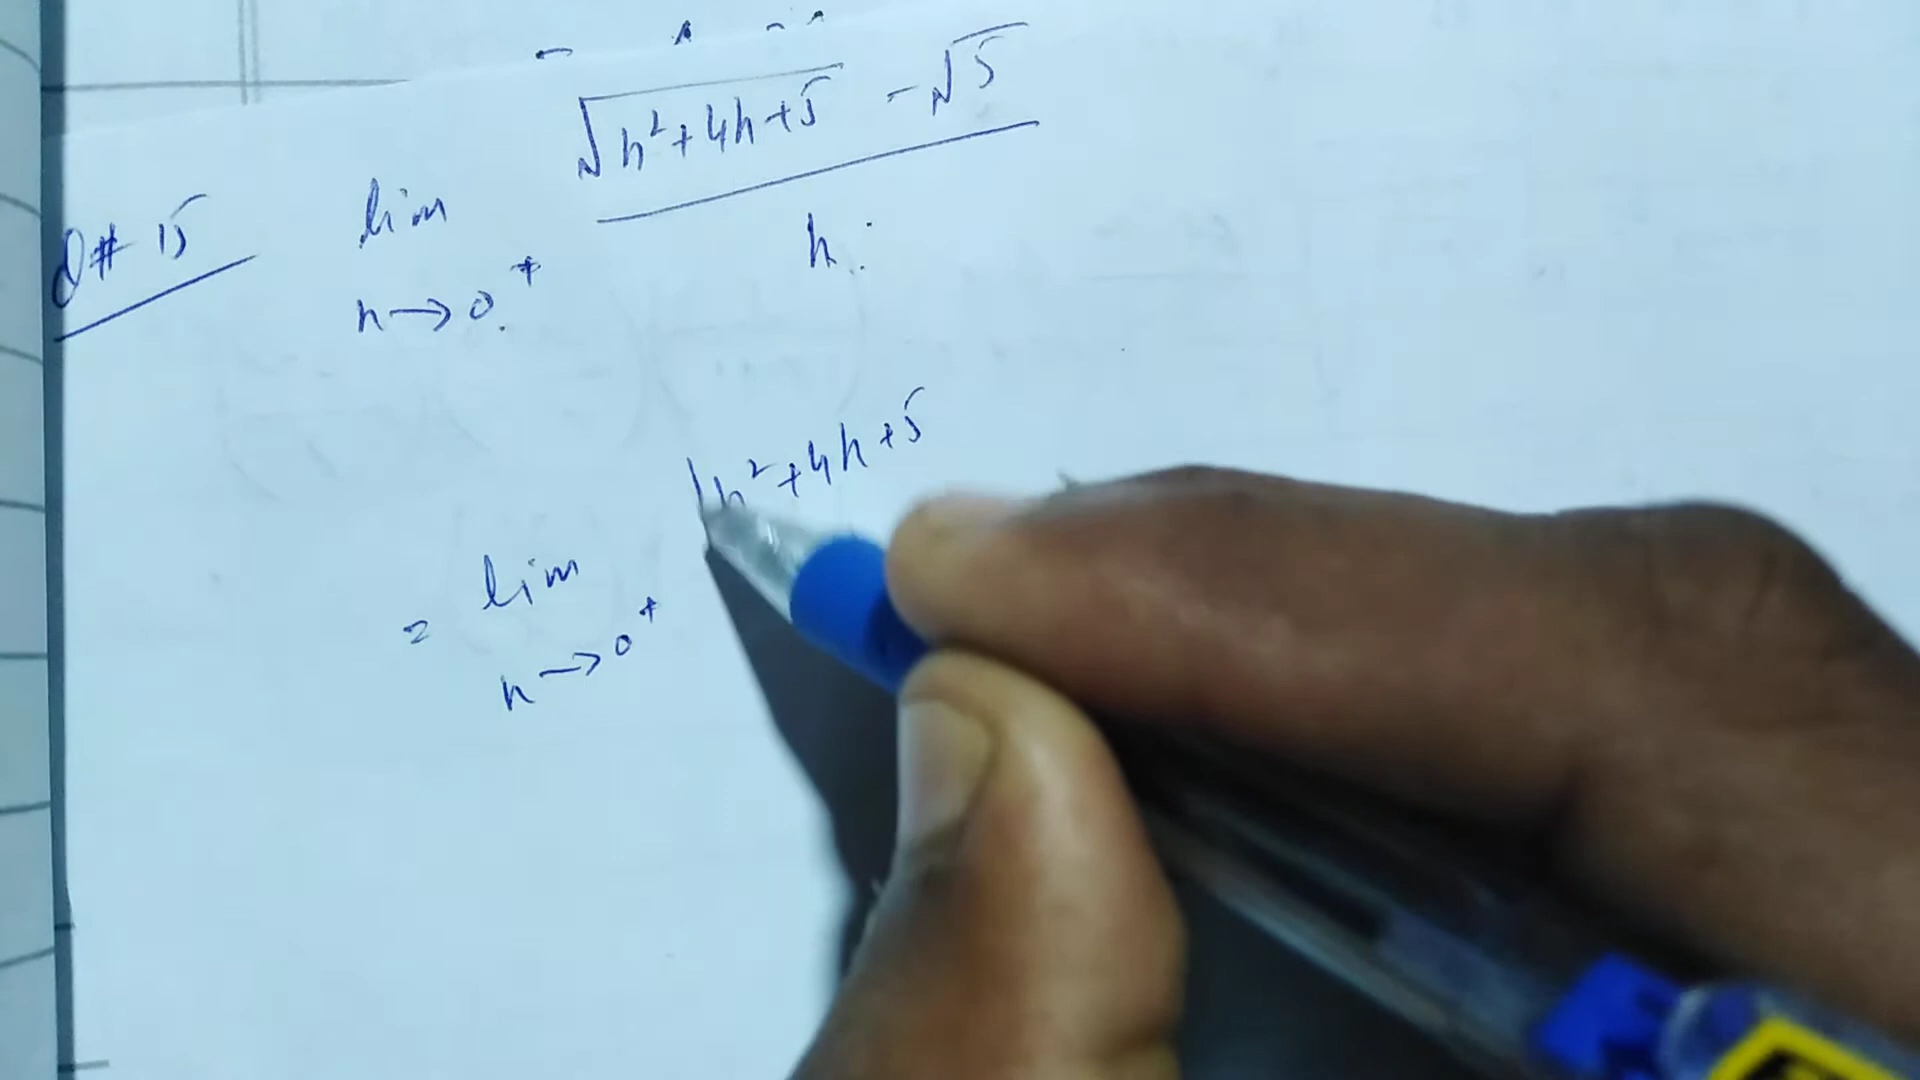 Q# 15 lim h→0⁺ √(h²+4h+5) - √5 / h
= lim h→0⁺ h²+4h+5